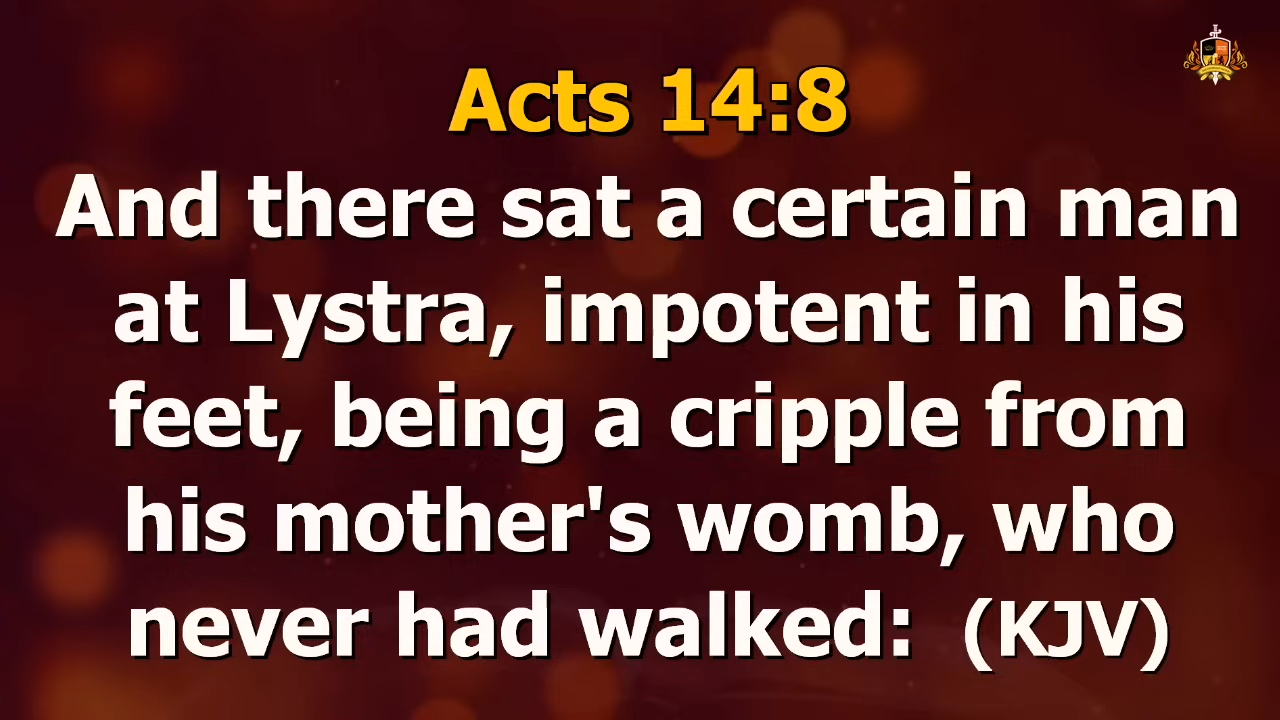 Acts 14:8
And there sat a certain man
at Lystra, impotent in his
feet, being a cripple from
his mother's womb, who
never had walked:  (KJV)